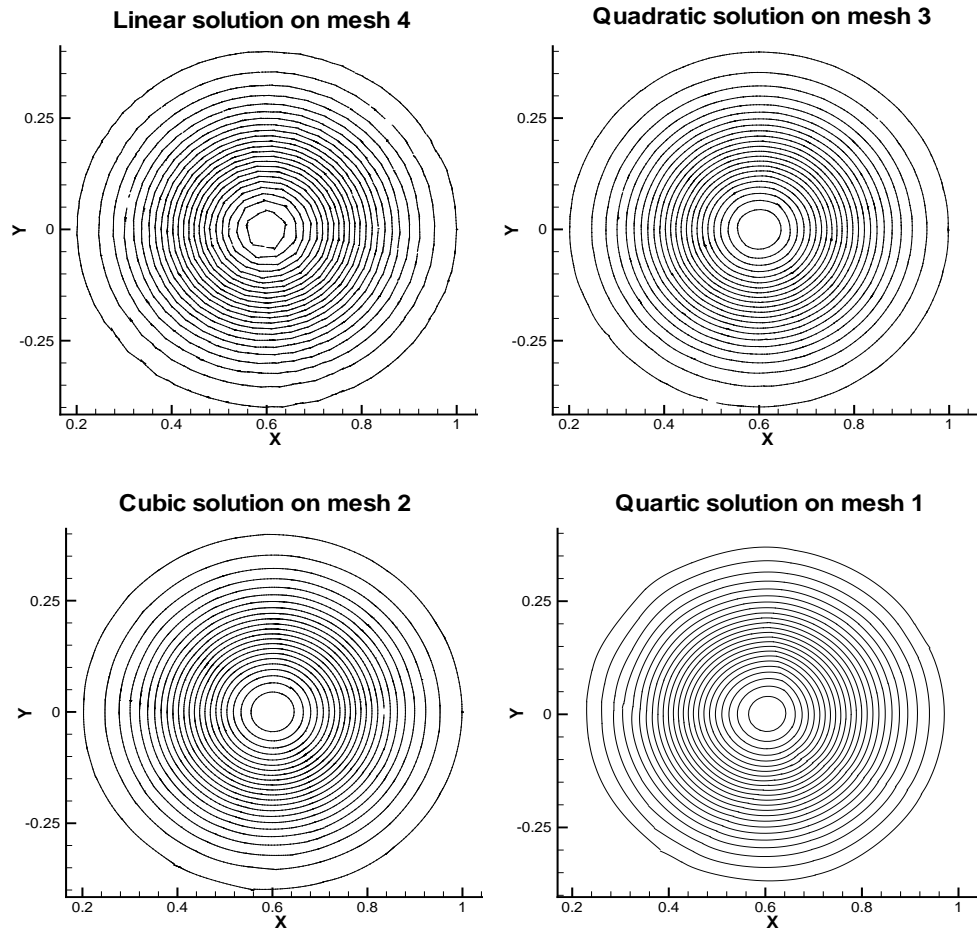 Linear solution on mesh 4
0.25
0
-0.25
Y
0.2 0.4 0.6 0.8 1
X
Quadratic solution on mesh 3
0.25
0
-0.25
Y
0.2 0.4 0.6 0.8 1
X
Cubic solution on mesh 2
0.25
0
-0.25
Y
0.2 0.4 0.6 0.8 1
X
Quartic solution on mesh 1
0.25
0
-0.25
Y
0.2 0.4 0.6 0.8 1
X